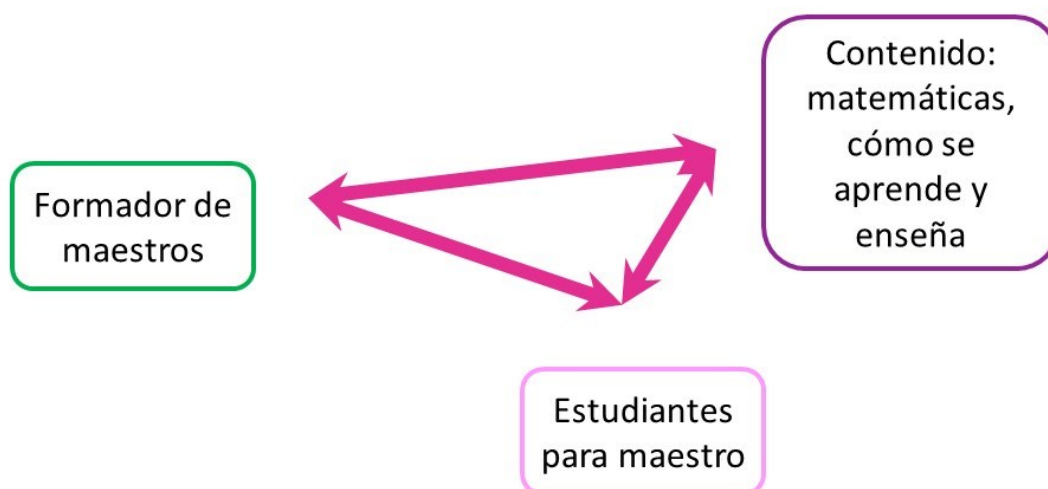 Contenido:
matemáticas,
cómo se
aprende y
enseña
Formador de
maestros
Estudiantes
para maestro